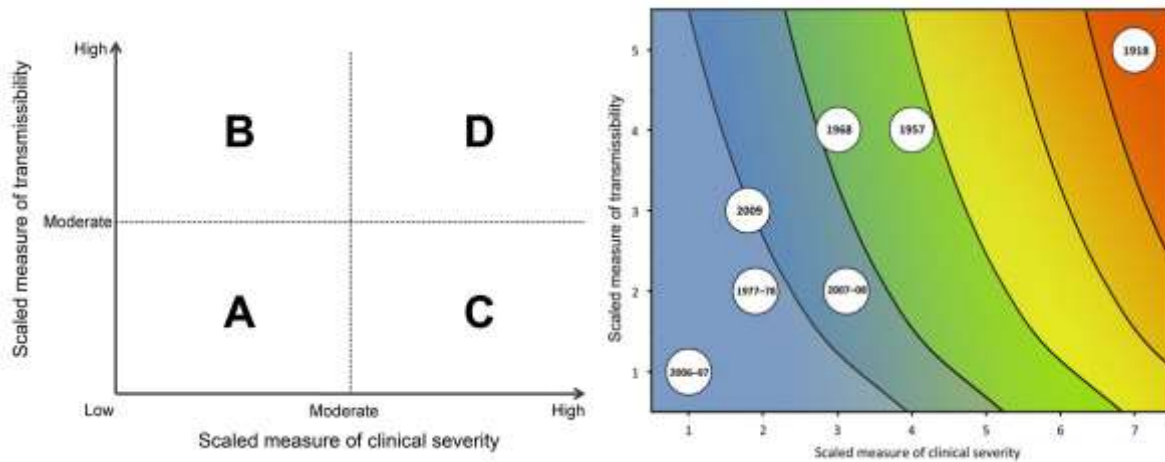 High
B
D
Moderate
A
C
Low
Moderate
High
Scaled measure of transmissibility
Scaled measure of clinical severity
5
4
3
2
1
1918
1968
1957
2009
1977–78
2007–08
2006–07
1
2
3
4
5
6
7
Scaled measure of transmissibility
Scaled measure of clinical severity